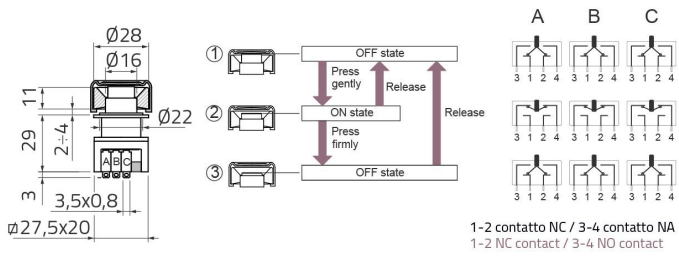 Ø28
Ø16
11
29
2÷4
Ø22
A B C
3
3,5x0,8
⌑27,5x20
1 OFF state
Press gently
Release
2 ON state
Release
Press firmly
3 OFF state
A B C
3 1 2 4 3 1 2 4 3 1 2 4
3 1 2 4 3 1 2 4 3 1 2 4
3 1 2 4 3 1 2 4 3 1 2 4
1-2 contatto NC / 3-4 contatto NA
1-2 NC contact / 3-4 NO contact